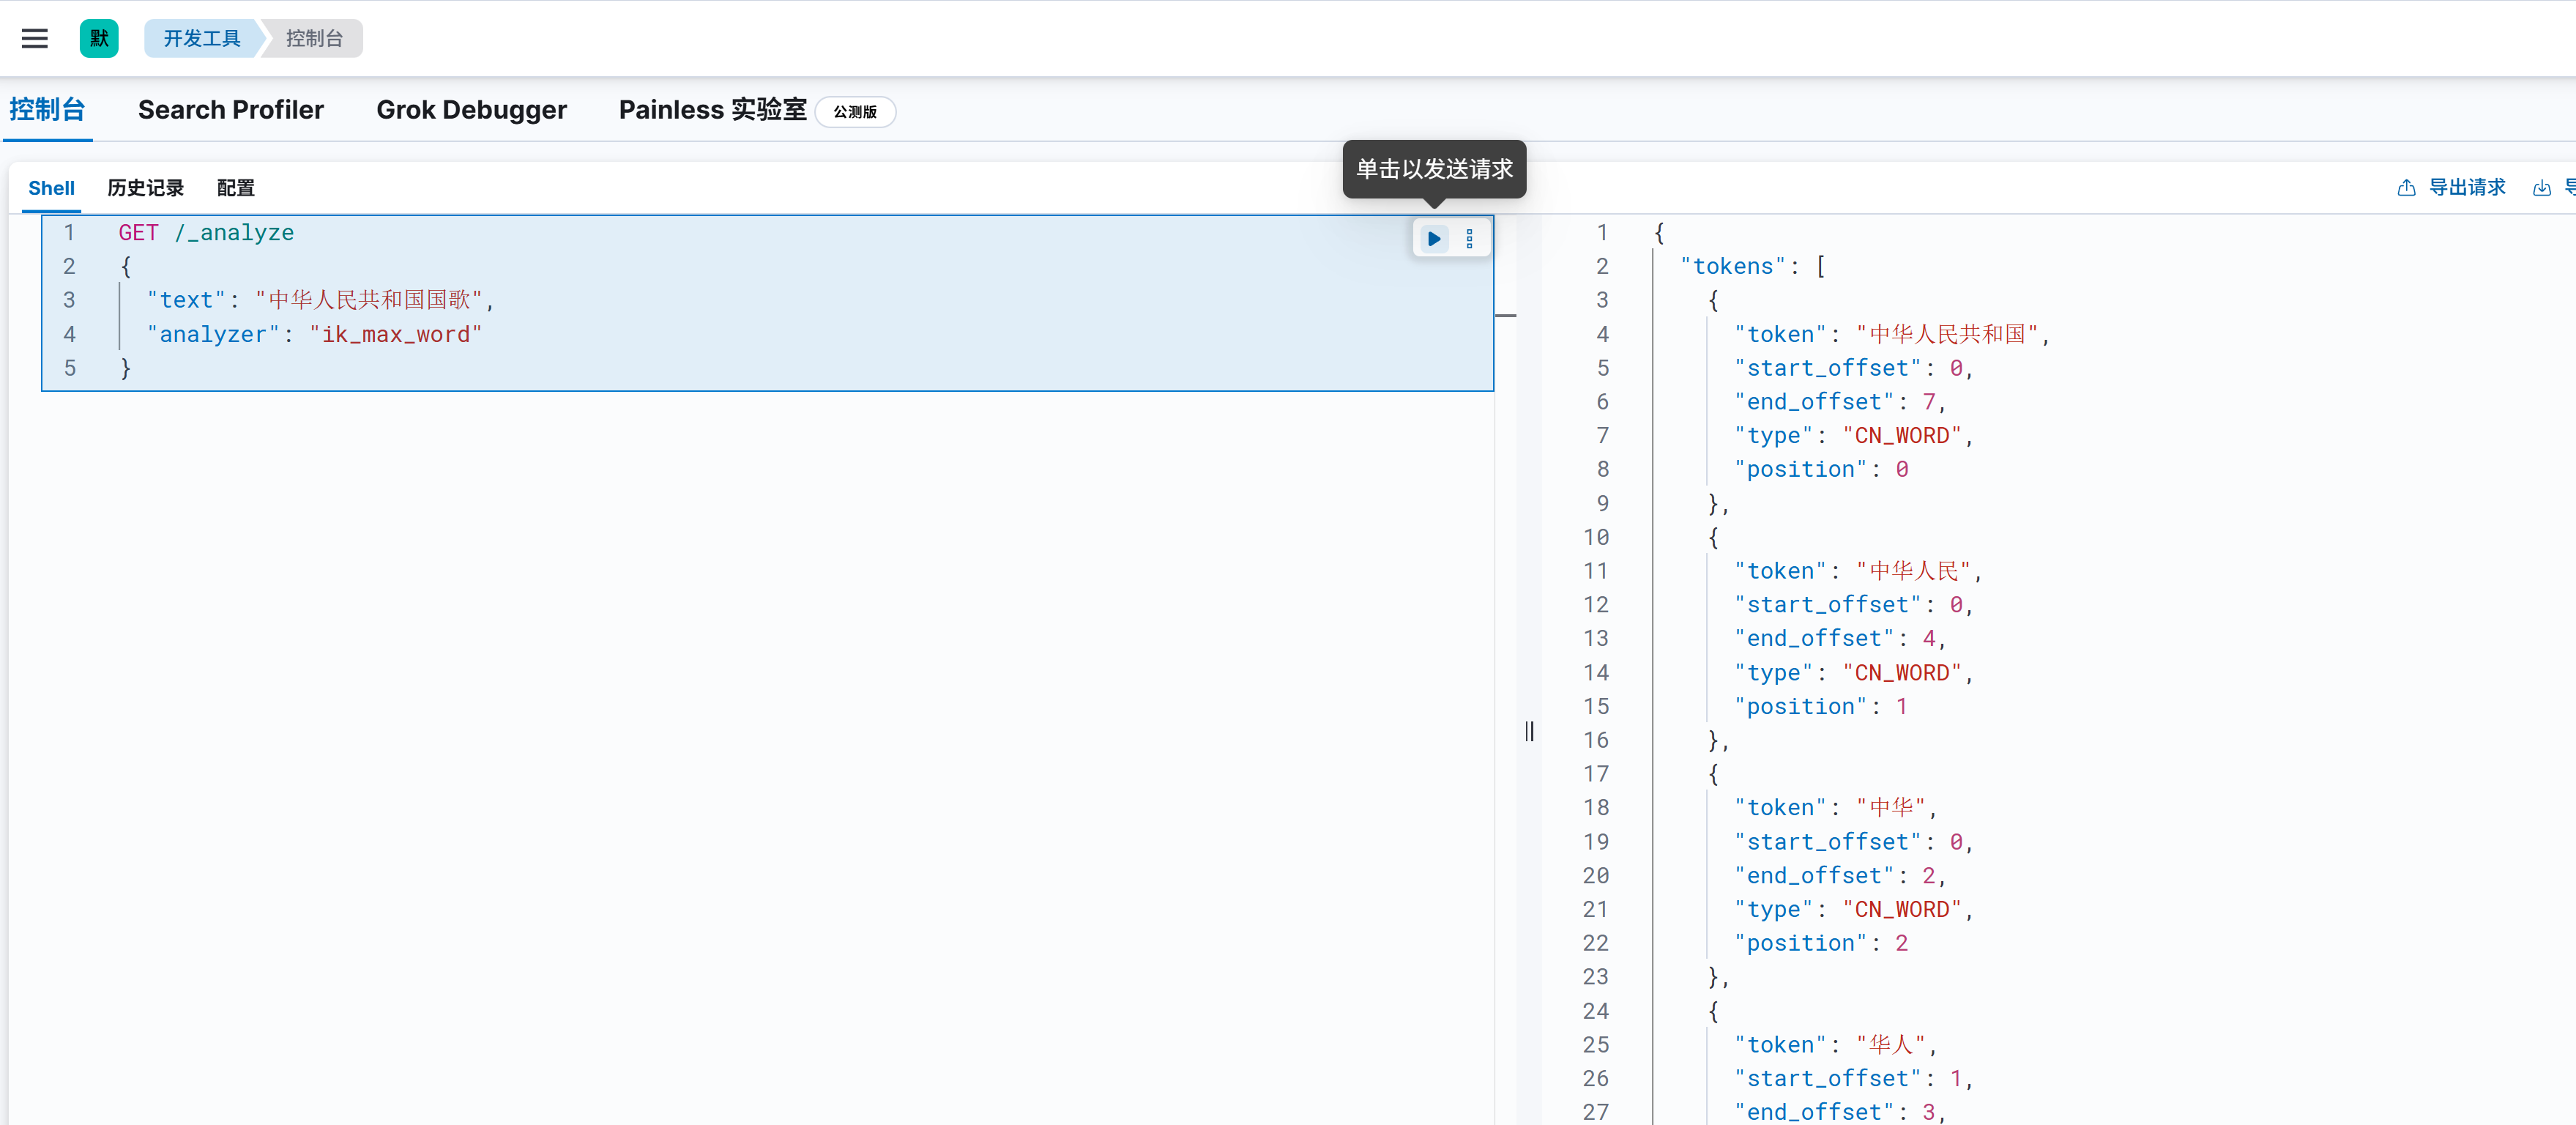 默 开发工具 控制台
控制台 Search Profiler Grok Debugger Painless 实验室 公测版
单击以发送请求
Shell 历史记录 配置 导出请求
1 GET /_analyze
2 {
3 "text": "中华人民共和国国歌",
4 "analyzer": "ik_max_word"
5 }
1 {
2 "tokens": [
3 {
4 "token": "中华人民共和国",
5 "start_offset": 0,
6 "end_offset": 7,
7 "type": "CN_WORD",
8 "position": 0
9 },
10 {
11 "token": "中华人民",
12 "start_offset": 0,
13 "end_offset": 4,
14 "type": "CN_WORD",
15 "position": 1
16 },
17 {
18 "token": "中华",
19 "start_offset": 0,
20 "end_offset": 2,
21 "type": "CN_WORD",
22 "position": 2
23 },
24 {
25 "token": "华人",
26 "start_offset": 1,
27 "end_offset": 3,